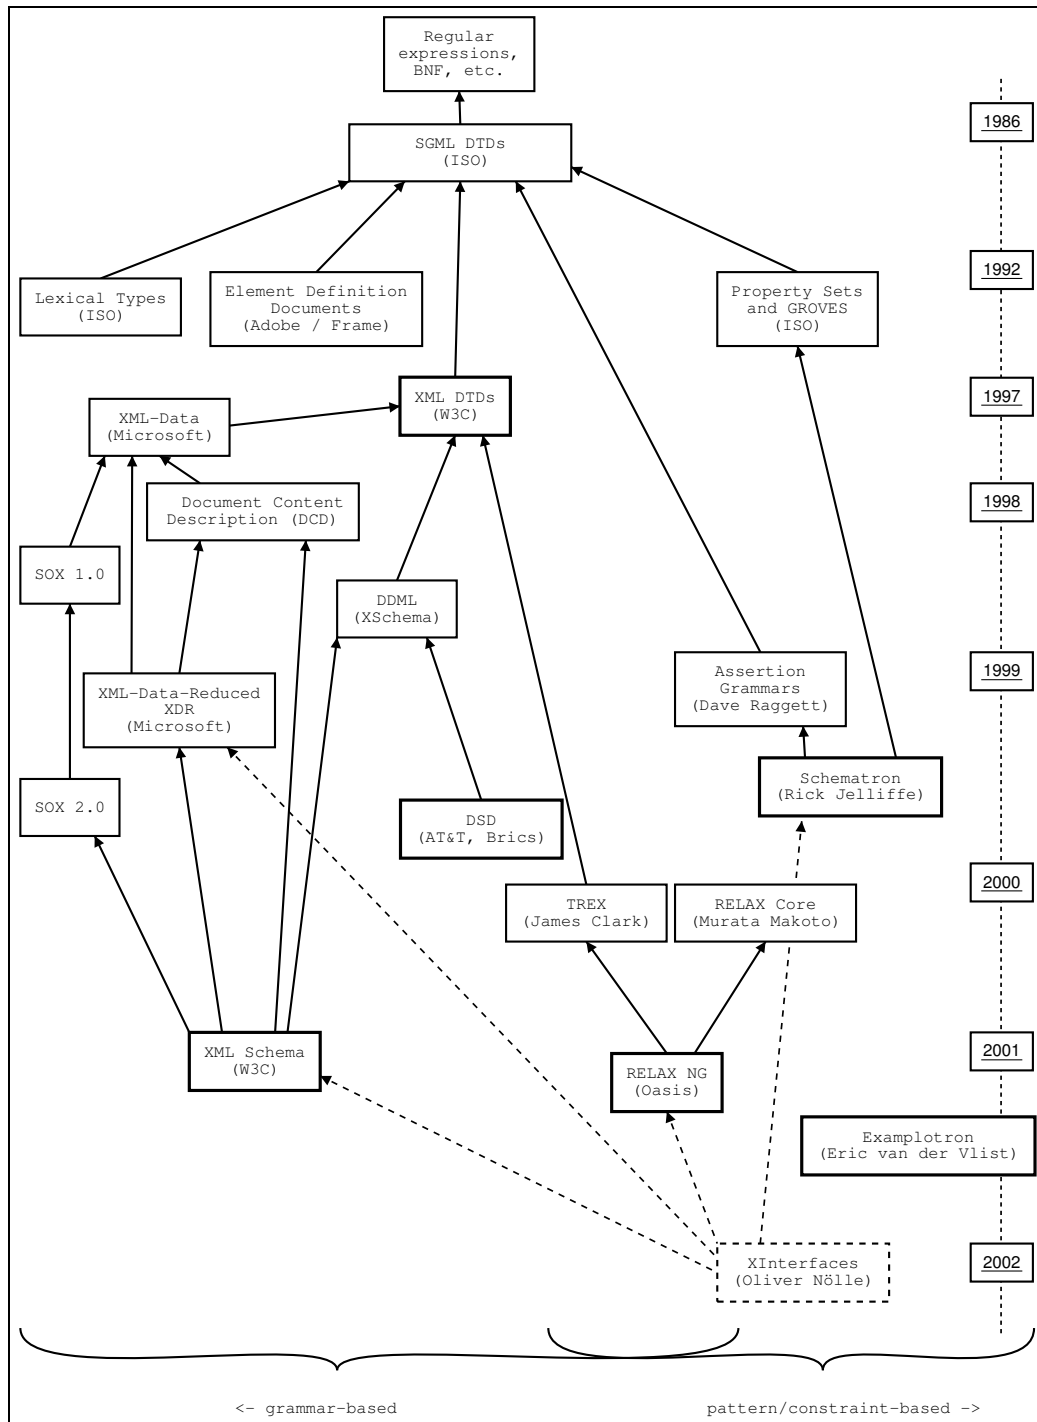 Regular
expressions,
BNF, etc.
1986
SGML DTDs
(ISO)
1992
Lexical Types
(ISO)
Element Definition
Documents
(Adobe / Frame)
Property Sets
and GROVES
(ISO)
1997
XML DTDs
(W3C)
XML-Data
(Microsoft)
1998
Document Content
Description (DCD)
SOX 1.0
DDML
(XSchema)
1999
Assertion
Grammars
(Dave Raggett)
XML-Data-Reduced
XDR
(Microsoft)
Schematron
(Rick Jelliffe)
SOX 2.0
DSD
(AT&T, Brics)
2000
TREX
(James Clark)
RELAX Core
(Murata Makoto)
2001
XML Schema
(W3C)
RELAX NG
(Oasis)
Examplotron
(Eric van der Vlist)
XInterfaces
(Oliver Nölle)
2002
<- grammar-based
pattern/constraint-based ->